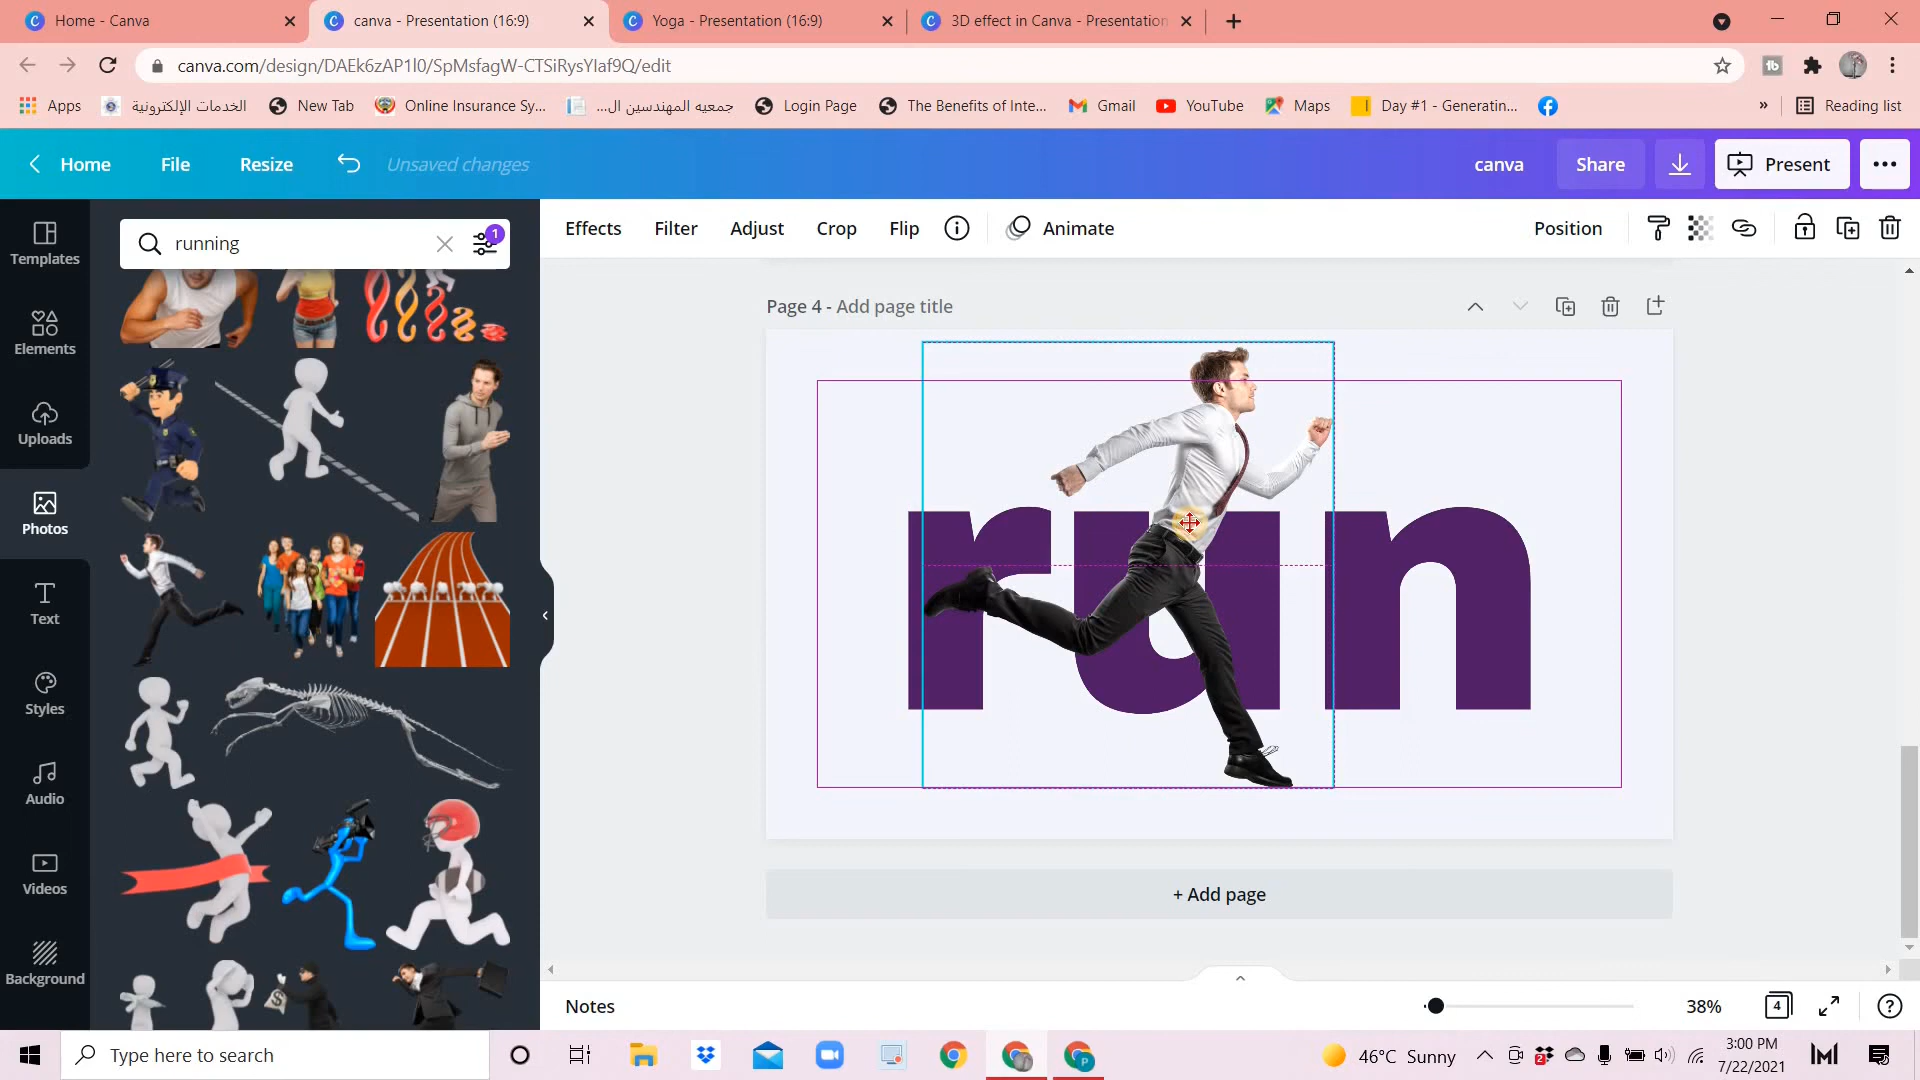 Home - Canva
canva - Presentation (16:9)
Yoga - Presentation (16:9)
3D effect in Canva - Presentation
canva.com/design/DAEk6zAP1l0/SpMsfagW-CTSiRysYIaf9Q/edit
Apps
الخدمات الإلكترونية
New Tab
Online Insurance Sy...
جمعيه المهندسين ال...
Login Page
The Benefits of Inte...
Gmail
YouTube
Maps
Day #1 - Generatin...
»
Reading list
Home
File
Resize
Unsaved changes
canva
Share
Present
Templates
Elements
Uploads
Photos
Text
Styles
Audio
Videos
Background
running
1
Effects
Filter
Adjust
Crop
Flip
Animate
Position
Page 4 - Add page title
run
+ Add page
Notes
38%
4
Type here to search
46°C Sunny
3:00 PM
7/22/2021